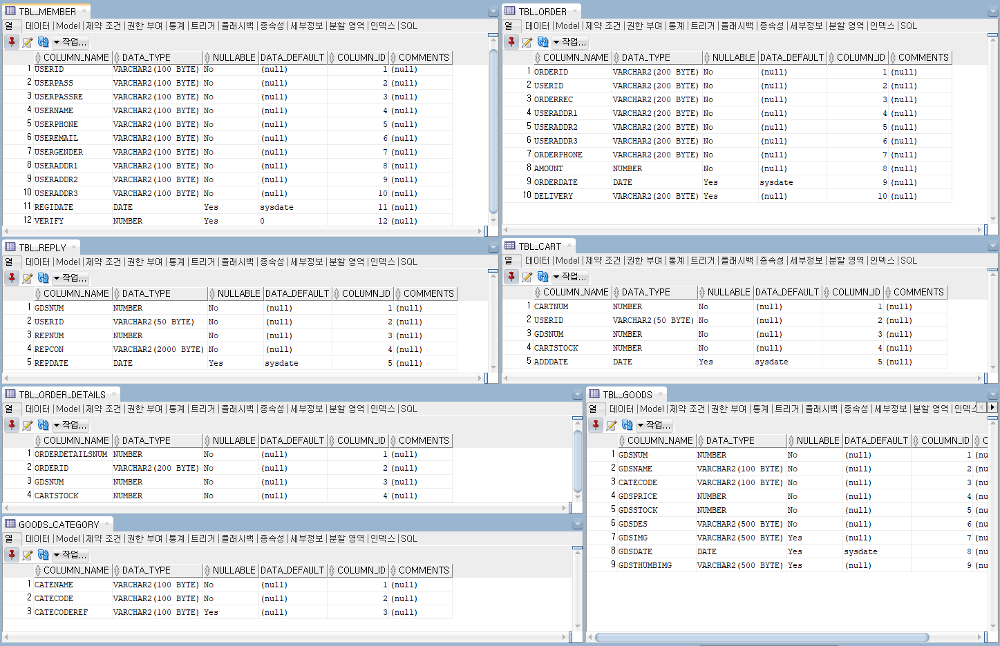 TBL_MEMBER
열 데이터 | Model | 제약 조건 | 권한 부여 | 통계 | 트리거 | 플래시백 | 종속성 | 세부정보 | 분할 영역 | 인덱스 | SQL
작업...
COLUMN_NAME DATA_TYPE NULLABLE DATA_DEFAULT COLUMN_ID COMMENTS
1 USERID VARCHAR2(100 BYTE) No (null) 1 (null)
2 USERPASS VARCHAR2(100 BYTE) No (null) 2 (null)
3 USERPASSRE VARCHAR2(100 BYTE) No (null) 3 (null)
4 USERNAME VARCHAR2(100 BYTE) No (null) 4 (null)
5 USERPHONE VARCHAR2(100 BYTE) No (null) 5 (null)
6 USEREMAIL VARCHAR2(100 BYTE) No (null) 6 (null)
7 USERGENDER VARCHAR2(100 BYTE) No (null) 7 (null)
8 USERADDR1 VARCHAR2(100 BYTE) No (null) 8 (null)
9 USERADDR2 VARCHAR2(100 BYTE) No (null) 9 (null)
10 USERADDR3 VARCHAR2(100 BYTE) No (null) 10 (null)
11 REGIDATE DATE Yes sysdate 11 (null)
12 VERIFY NUMBER Yes 0 12 (null)
TBL_ORDER
열 데이터 | Model | 제약 조건 | 권한 부여 | 통계 | 트리거 | 플래시백 | 종속성 | 세부정보 | 분할 영역 | 인덱스 | SQL
작업...
COLUMN_NAME DATA_TYPE NULLABLE DATA_DEFAULT COLUMN_ID COMMENTS
1 ORDERID VARCHAR2(200 BYTE) No (null) 1 (null)
2 USERID VARCHAR2(200 BYTE) No (null) 2 (null)
3 ORDERREC VARCHAR2(200 BYTE) No (null) 3 (null)
4 USERADDR1 VARCHAR2(200 BYTE) No (null) 4 (null)
5 USERADDR2 VARCHAR2(200 BYTE) No (null) 5 (null)
6 USERADDR3 VARCHAR2(200 BYTE) No (null) 6 (null)
7 ORDERPHONE VARCHAR2(200 BYTE) No (null) 7 (null)
8 AMOUNT NUMBER No (null) 8 (null)
9 ORDERDATE DATE Yes sysdate 9 (null)
10 DELIVERY VARCHAR2(200 BYTE) Yes (null) 10 (null)
TBL_REPLY
열 데이터 | Model | 제약 조건 | 권한 부여 | 통계 | 트리거 | 플래시백 | 종속성 | 세부정보 | 분할 영역 | 인덱스 | SQL
작업...
COLUMN_NAME DATA_TYPE NULLABLE DATA_DEFAULT COLUMN_ID COMMENTS
1 GDSNUM NUMBER No (null) 1 (null)
2 USERID VARCHAR2(50 BYTE) No (null) 2 (null)
3 REPNUM NUMBER No (null) 3 (null)
4 REPCON VARCHAR2(2000 BYTE) No (null) 4 (null)
5 REPDATE DATE Yes sysdate 5 (null)
TBL_CART
열 데이터 | Model | 제약 조건 | 권한 부여 | 통계 | 트리거 | 플래시백 | 종속성 | 세부정보 | 분할 영역 | 인덱스 | SQL
작업...
COLUMN_NAME DATA_TYPE NULLABLE DATA_DEFAULT COLUMN_ID COMMENTS
1 CARTNUM NUMBER No (null) 1 (null)
2 USERID VARCHAR2(50 BYTE) No (null) 2 (null)
3 GDSNUM NUMBER No (null) 3 (null)
4 CARTSTOCK NUMBER No (null) 4 (null)
5 ADDDATE DATE Yes sysdate 5 (null)
TBL_ORDER_DETAILS
열 데이터 | Model | 제약 조건 | 권한 부여 | 통계 | 트리거 | 플래시백 | 종속성 | 세부정보 | 분할 영역 | 인덱스 | SQL
작업...
COLUMN_NAME DATA_TYPE NULLABLE DATA_DEFAULT COLUMN_ID COMMENTS
1 ORDERDETAILSNUM NUMBER No (null) 1 (null)
2 ORDERID VARCHAR2(200 BYTE) No (null) 2 (null)
3 GDSNUM NUMBER No (null) 3 (null)
4 CARTSTOCK NUMBER No (null) 4 (null)
GOODS_CATEGORY
열 데이터 | Model | 제약 조건 | 권한 부여 | 통계 | 트리거 | 플래시백 | 종속성 | 세부정보 | 분할 영역 | 인덱스 | SQL
작업...
COLUMN_NAME DATA_TYPE NULLABLE DATA_DEFAULT COLUMN_ID COMMENTS
1 CATENAME VARCHAR2(100 BYTE) No (null) 1 (null)
2 CATECODE VARCHAR2(100 BYTE) No (null) 2 (null)
3 CATECODEREF VARCHAR2(100 BYTE) Yes (null) 3 (null)
TBL_GOODS
열 데이터 | Model | 제약 조건 | 권한 부여 | 통계 | 트리거 | 플래시백 | 종속성 | 세부정보 | 분할 영역 | 인덱스
작업...
COLUMN_NAME DATA_TYPE NULLABLE DATA_DEFAULT COLUMN_ID C
1 GDSNUM NUMBER No (null) 1 (nu
2 GDSNAME VARCHAR2(100 BYTE) No (null) 2 (nu
3 CATECODE VARCHAR2(100 BYTE) No (null) 3 (nu
4 GDSPRICE NUMBER No (null) 4 (nu
5 GDSSTOCK NUMBER No (null) 5 (nu
6 GDSDES VARCHAR2(500 BYTE) No (null) 6 (nu
7 GDSIMG VARCHAR2(500 BYTE) Yes (null) 7 (nu
8 GDSDATE DATE Yes sysdate 8 (nu
9 GDSTHUMBIMG VARCHAR2(500 BYTE) Yes (null) 9 (nu